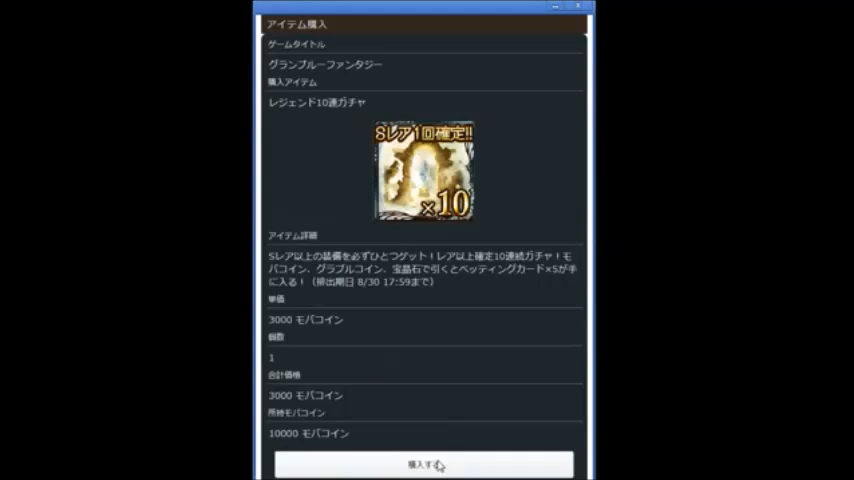 アイテム購入
ゲームタイトル
グランブルーファンタジー
購入アイテム
レジェンド10連ガチャ
Sレア1回確定!!
×10
アイテム詳細
Sレア以上の装備を必ずひとつゲット！レア以上確定10連続ガチャ！モ
バコイン、グラブルコイン、宝晶石で引くとベッティングカード×5が手
に入る！（排出期日 8/30 17:59まで）
単価
3000 モバコイン
個数
1
合計価格
3000 モバコイン
所持モバコイン
10000 モバコイン
購入する